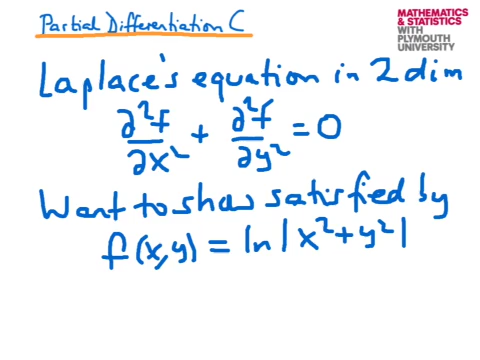 Partial Differentiation C
MATHEMATICS
& STATISTICS
WITH
PLYMOUTH
UNIVERSITY
Laplace's equation in 2 dim
∂²f/∂x² + ∂²f/∂y² = 0
Want to show satisfied by
f(x,y) = ln|x²+y²|